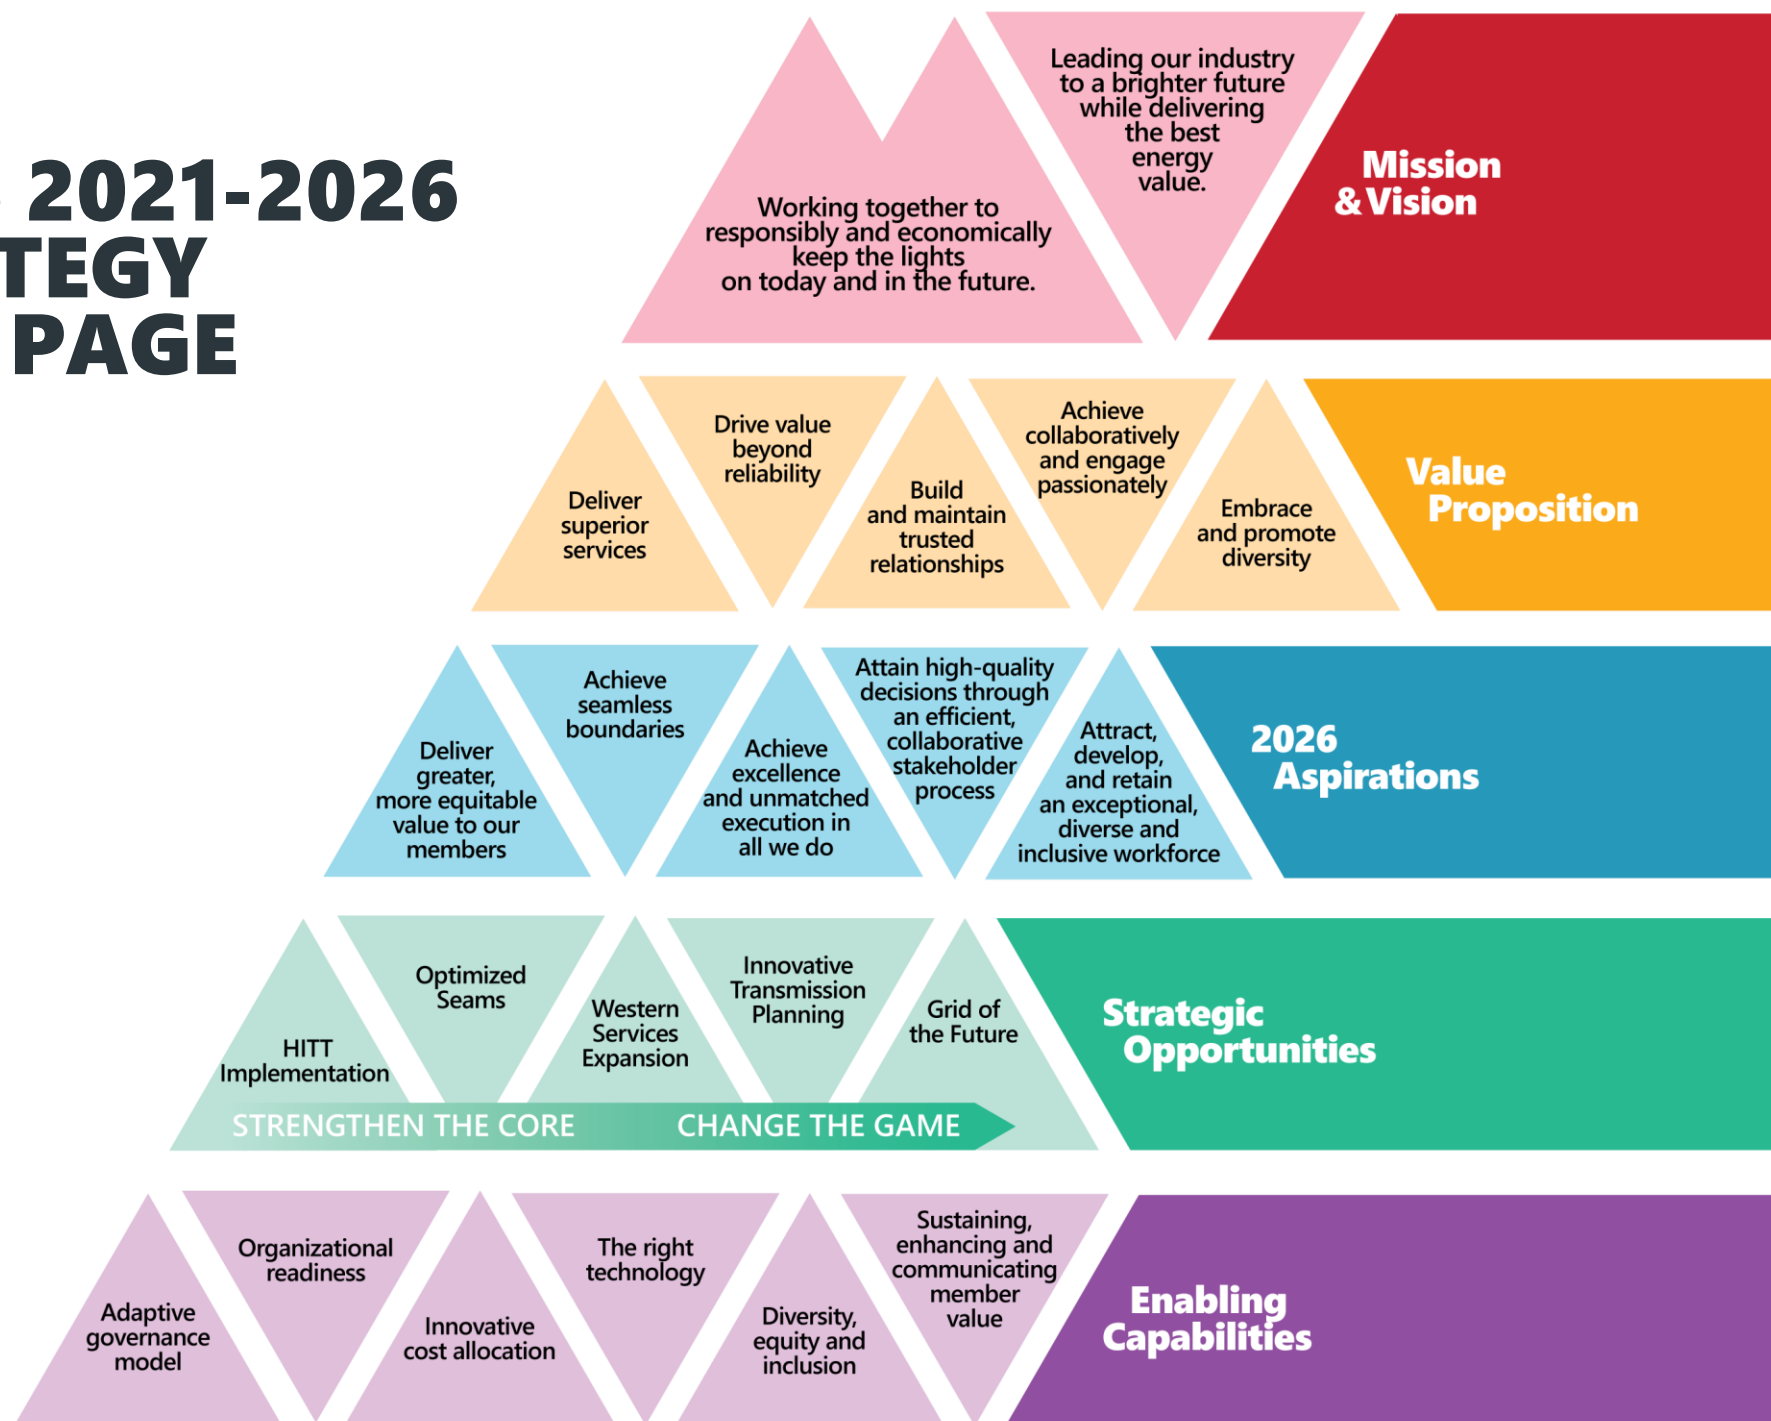 2021-2026
TEGY
PAGE
Working together to
responsibly and economically
keep the lights
on today and in the future.
Leading our industry
to a brighter future
while delivering
the best
energy
value.
Mission
& Vision
Deliver
superior
services
Drive value
beyond
reliability
Build
and maintain
trusted
relationships
Achieve
collaboratively
and engage
passionately
Embrace
and promote
diversity
Value
Proposition
Deliver
greater,
more equitable
value to our
members
Achieve
seamless
boundaries
Achieve
excellence
and unmatched
execution in
all we do
Attain high-quality
decisions through
an efficient,
collaborative
stakeholder
process
Attract,
develop,
and retain
an exceptional,
diverse and
inclusive workforce
2026
Aspirations
HITT
Implementation
Optimized
Seams
Western
Services
Expansion
Innovative
Transmission
Planning
Grid of
the Future
STRENGTHEN THE CORE
CHANGE THE GAME
Strategic
Opportunities
Adaptive
governance
model
Organizational
readiness
Innovative
cost allocation
The right
technology
Diversity,
equity and
inclusion
Sustaining,
enhancing and
communicating
member
value
Enabling
Capabilities